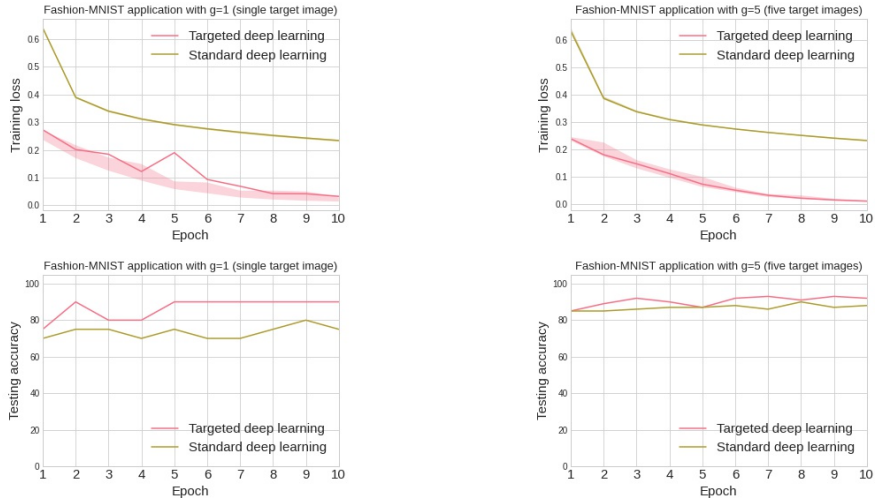 Fashion-MNIST application with g=1 (single target image)
Training loss
0.6
0.5
0.4
0.3
0.2
0.1
0.0
Targeted deep learning
Standard deep learning
1 2 3 4 5 6 7 8 9 10
Epoch
Fashion-MNIST application with g=5 (five target images)
Training loss
0.6
0.5
0.4
0.3
0.2
0.1
0.0
Targeted deep learning
Standard deep learning
1 2 3 4 5 6 7 8 9 10
Epoch
Fashion-MNIST application with g=1 (single target image)
Testing accuracy
100
80
60
40
20
0
Targeted deep learning
Standard deep learning
1 2 3 4 5 6 7 8 9 10
Epoch
Fashion-MNIST application with g=5 (five target images)
Testing accuracy
100
80
60
40
20
0
Targeted deep learning
Standard deep learning
1 2 3 4 5 6 7 8 9 10
Epoch